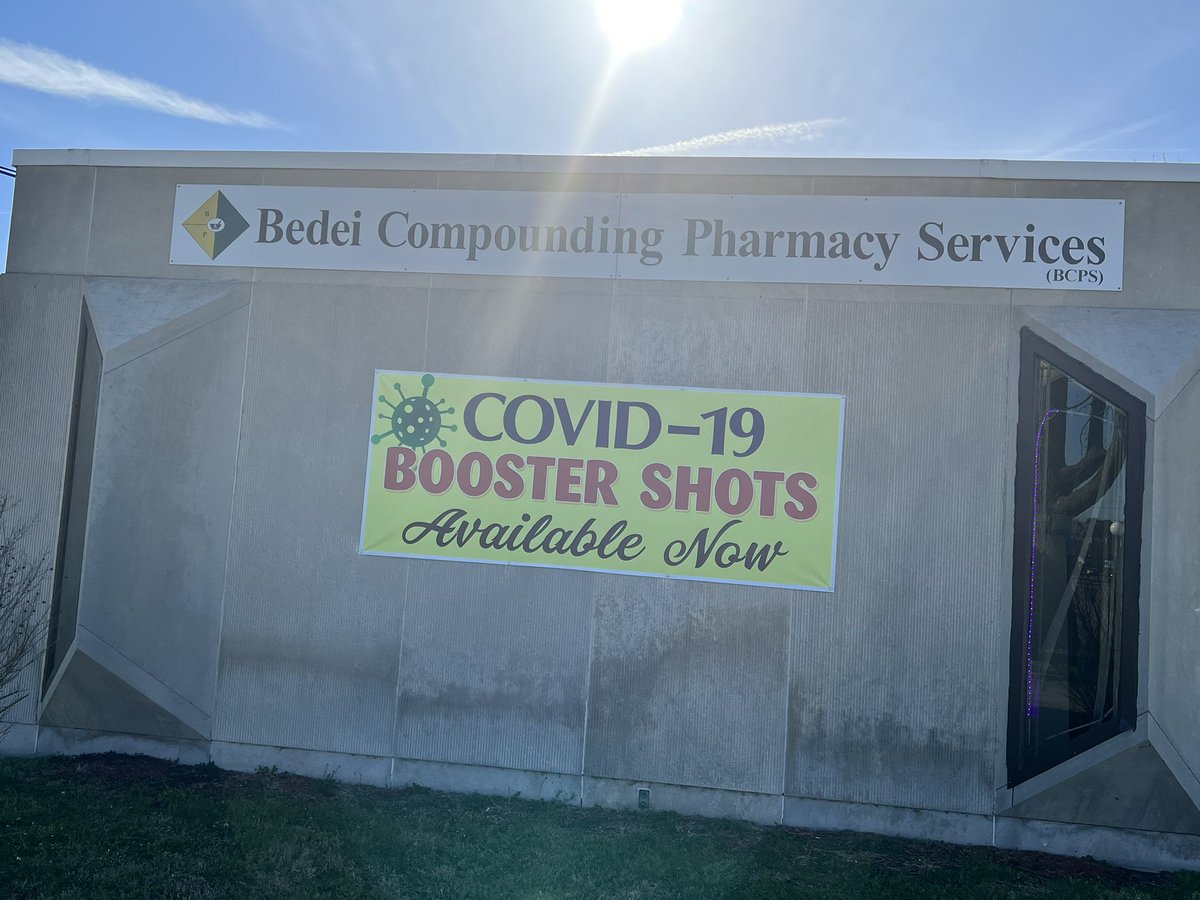 B
P
Bedei Compounding Pharmacy Services
(BCPS)
COVID-19
BOOSTER SHOTS
Available Now